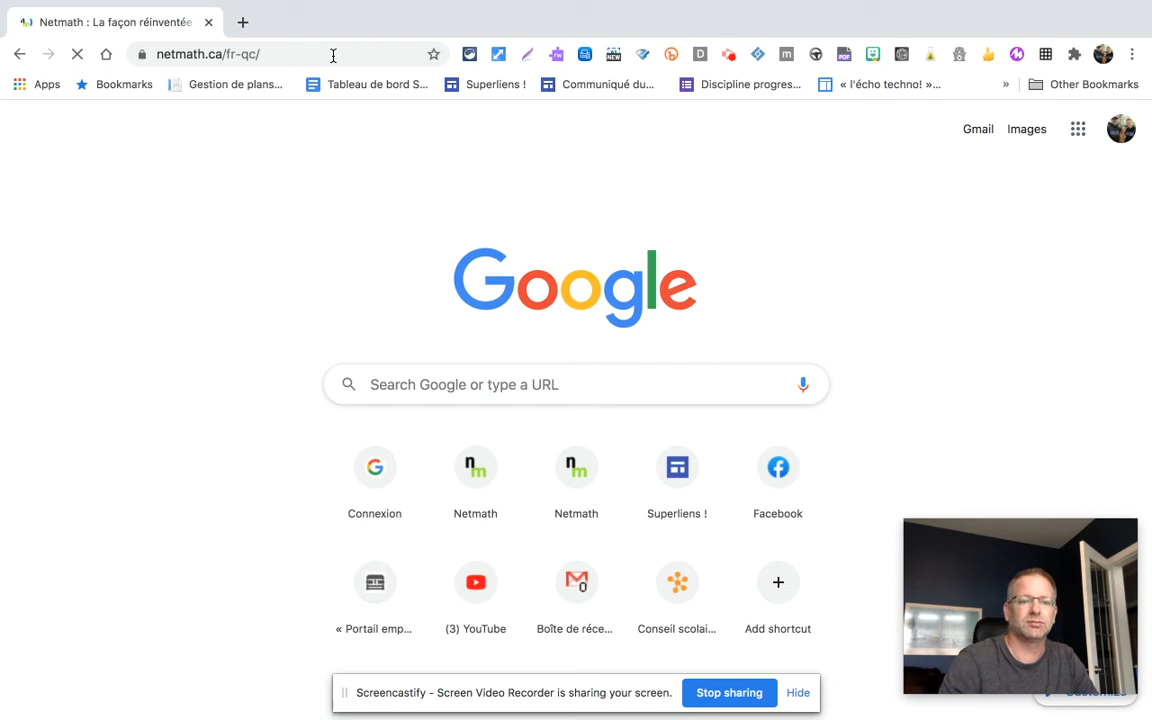 Netmath : La façon réinventée
netmath.ca/fr-qc/
NEW
PDF
Apps
Bookmarks
Gestion de plans...
Tableau de bord S...
Superliens !
Communiqué du...
Discipline progres...
« l'écho techno! »...
»
Other Bookmarks
Gmail
Images
Google
Search Google or type a URL
Connexion
Netmath
Netmath
Superliens !
Facebook
« Portail emp...
(3) YouTube
Boîte de réce...
Conseil scolai...
Add shortcut
Screencastify - Screen Video Recorder is sharing your screen.
Stop sharing
Hide
Customize